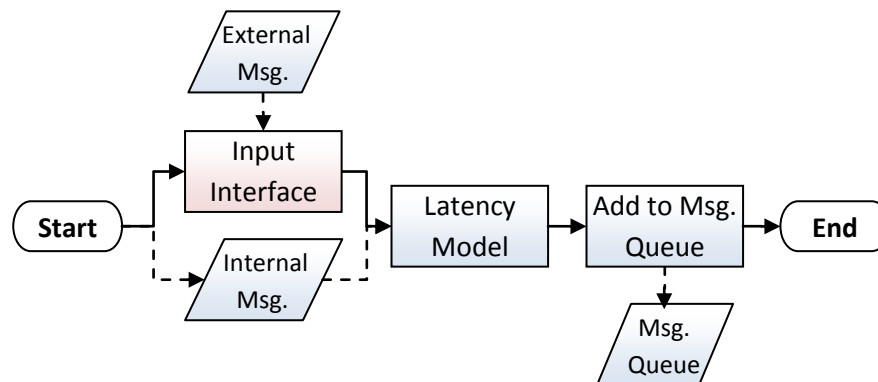 External
Msg.
Input
Interface
Start
Internal
Msg.
Latency
Model
Add to Msg.
Queue
End
Msg.
Queue